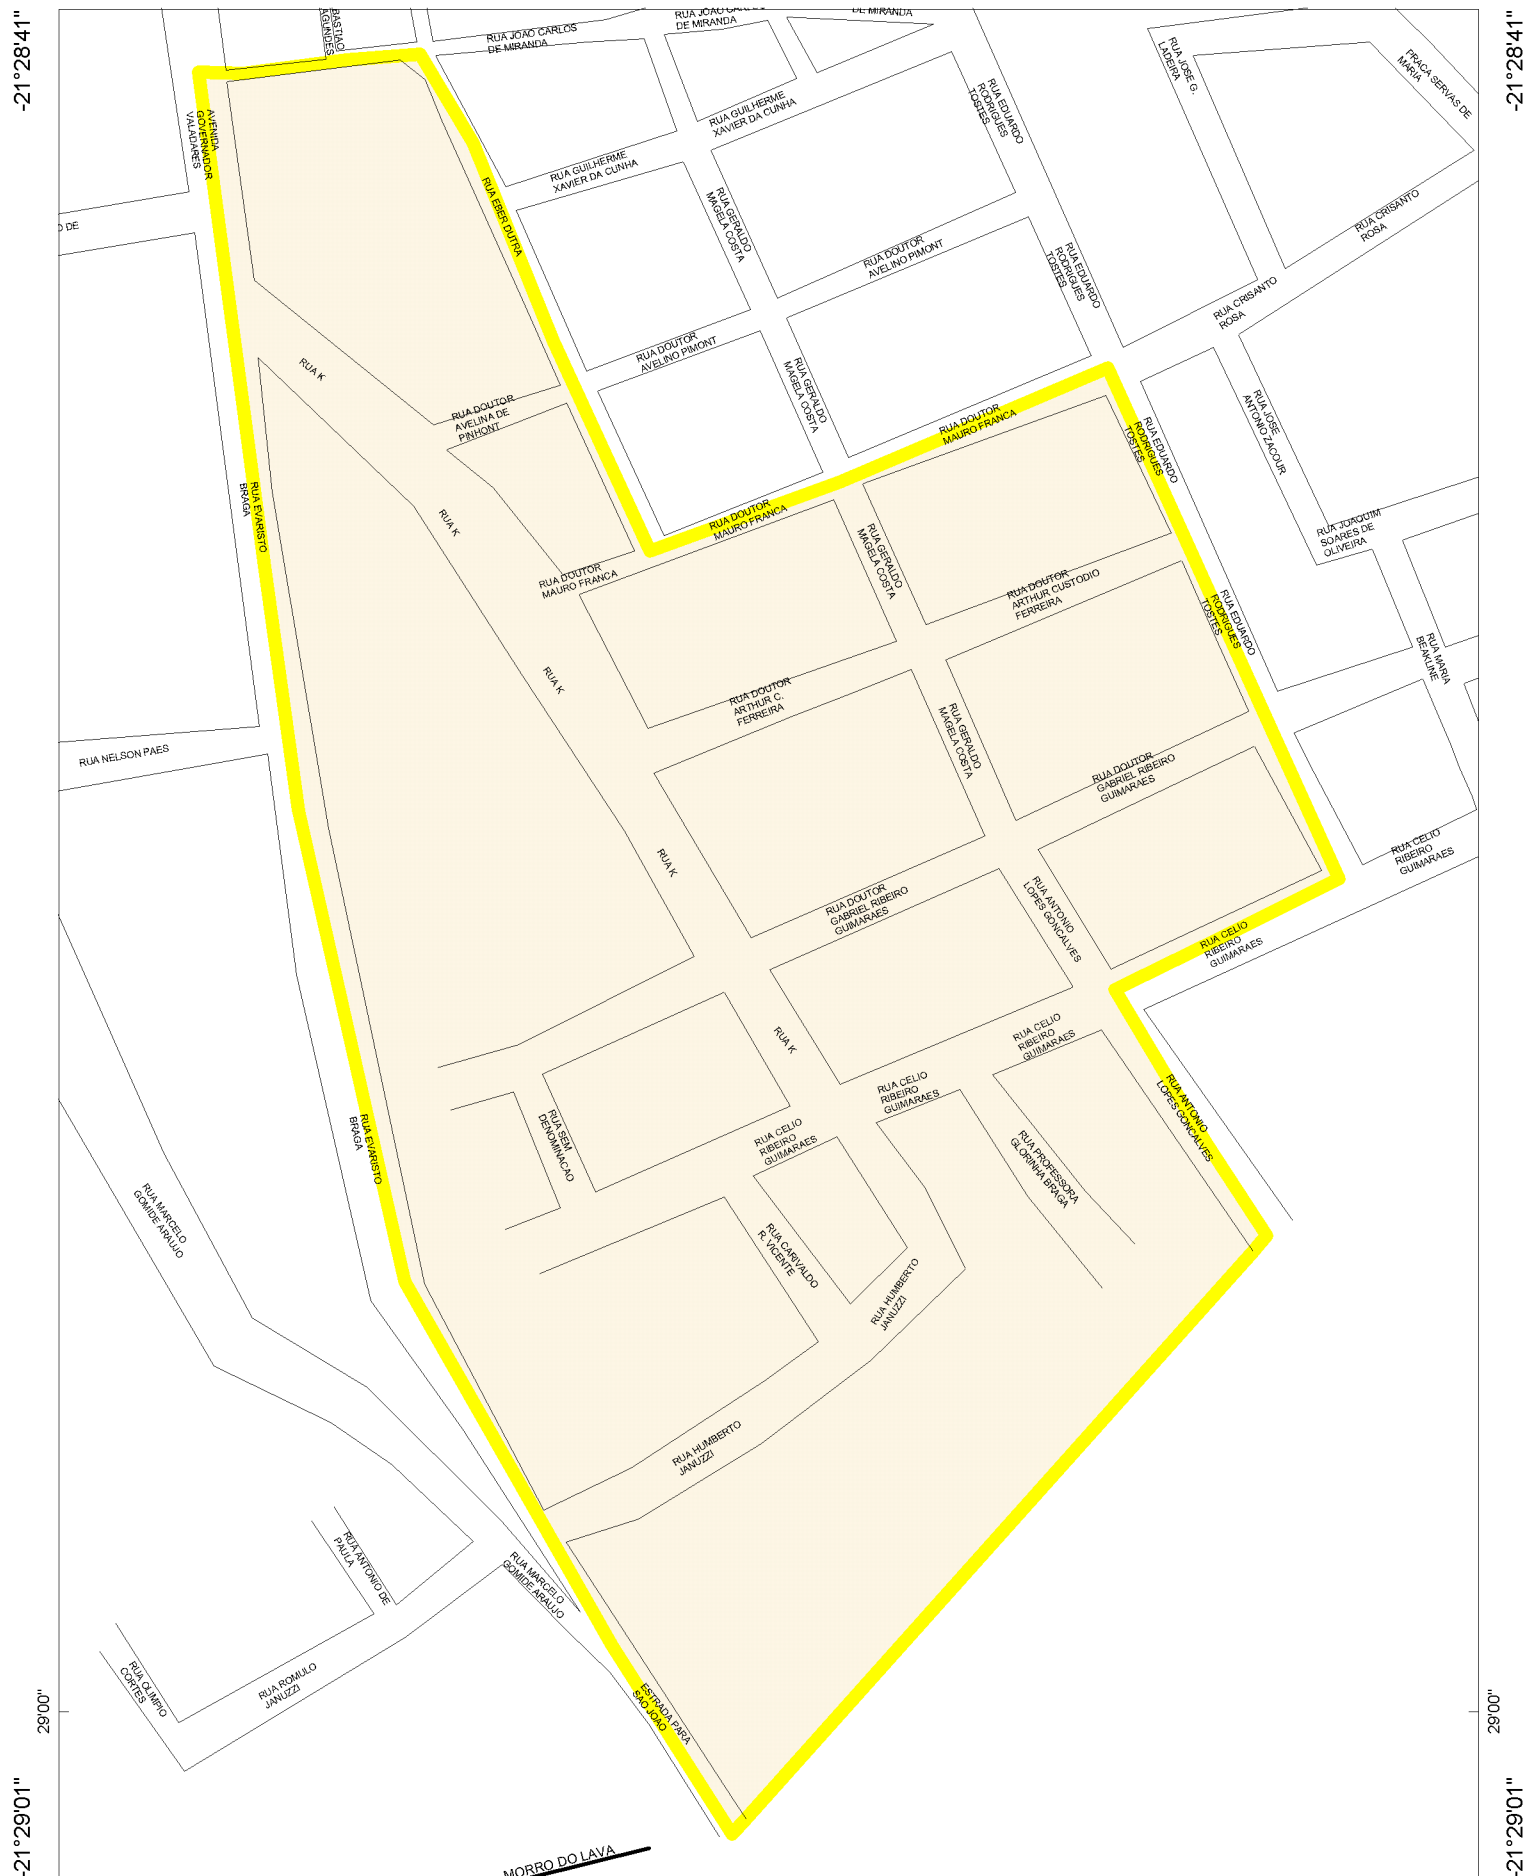 -21°28'41"
-21°28'41"
BASTIAO
AGUNDES
RUA JOAO CARLOS
DE MIRANDA
DE MIRANDA
DE MIRANDA
AVENIDA
GOVERNADOR
VALADARES
RUA EBER DUTRA
RUA GUILHERME
XAVIER DA CUNHA
RUA GUILHERME
XAVIER DA CUNHA
RUA EDUARDO
RODRIGUES
TOSTES
RUA JOSE G.
LADEIRA
PRACA SERVAS DE
MARIA
O DE
RUA GERALDO
MAGELA COSTA
RUA DOUTOR
AVELINO PIMONT
RUA EDUARDO
RODRIGUES
TOSTES
RUA CRISANTO
ROSA
RUA CRISANTO
ROSA
RUA DOUTOR
AVELINO PIMONT
RUA GERALDO
MAGELA COSTA
RUA K
RUA DOUTOR
AVELINA DE
PINHONT
RUA DOUTOR
MAURO FRANCA
RUA EDUARDO
RODRIGUES
TOSTES
RUA JOSE
ANTONIO ZACOUR
RUA EVARISTO
BRAGA
RUA K
RUA DOUTOR
MAURO FRANCA
RUA DOUTOR
MAURO FRANCA
RUA GERALDO
MAGELA COSTA
RUA DOUTOR
ARTHUR CUSTODIO
FERREIRA
RUA JOAQUIM
SOARES DE
OLIVEIRA
RUA EDUARDO
RODRIGUES
TOSTES
RUA MARIA
BEAKLINE
RUA K
RUA DOUTOR
ARTHUR C.
FERREIRA
RUA GERALDO
MAGELA COSTA
RUA NELSON PAES
RUA DOUTOR
GABRIEL RIBEIRO
GUIMARAES
RUA K
RUA CELIO
RIBEIRO
GUIMARAES
RUA DOUTOR
GABRIEL RIBEIRO
GUIMARAES
RUA ANTONIO
LOPES GONCALVES
RUA CELIO
RIBEIRO
GUIMARAES
RUA K
RUA CELIO
RIBEIRO
GUIMARAES
RUA CELIO
RIBEIRO
GUIMARAES
RUA ANTONIO
LOPES GONCALVES
RUA EVARISTO
BRAGA
RUA SEM
DENOMINACAO
RUA CELIO
RIBEIRO
GUIMARAES
RUA PROFESSORA
GLORINHA BRAGA
RUA MARCELO
GOMIDE ARAUJO
RUA CARIVALDO
R. VICENTE
RUA HUMBERTO
JANUZZI
RUA HUMBERTO
JANUZZI
RUA ANTONIO DE
PAULA
RUA MARCELO
GOMIDE ARAUJO
RUA OLIMPIO
CORTES
RUA ROMULO
JANUZZI
ESTRADA PARA
SAO JOAO
29'00"
29'00"
-21°29'01"
-21°29'01"
MORRO DO LAVA